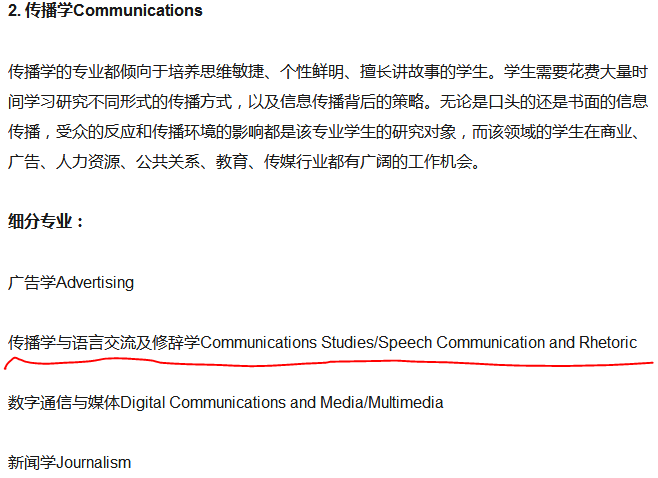 2. 传播学Communications
传播学的专业都倾向于培养思维敏捷、个性鲜明、擅长讲故事的学生。学生需要花费大量时
间学习研究不同形式的传播方式，以及信息传播背后的策略。无论是口头的还是书面的信息
传播，受众的反应和传播环境的影响都是该专业学生的研究对象，而该领域的学生在商业、
广告、人力资源、公共关系、教育、传媒行业都有广阔的工作机会。
细分专业：
广告学Advertising
传播学与语言交流及修辞学Communications Studies/Speech Communication and Rhetoric
数字通信与媒体Digital Communications and Media/Multimedia
新闻学Journalism